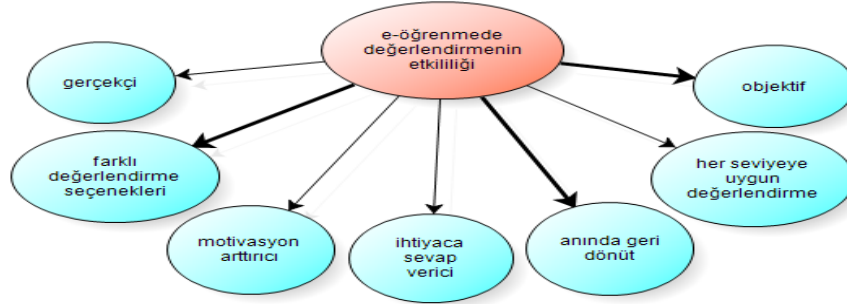 e-öğrenmede
değerlendirmenin
etkililiği
gerçekçi
objektif
farklı
değerlendirme
seçenekleri
her seviyeye
uygun
değerlendirme
motivasyon
arttırıcı
ihtiyaca
sevap
verici
anında geri
dönüt